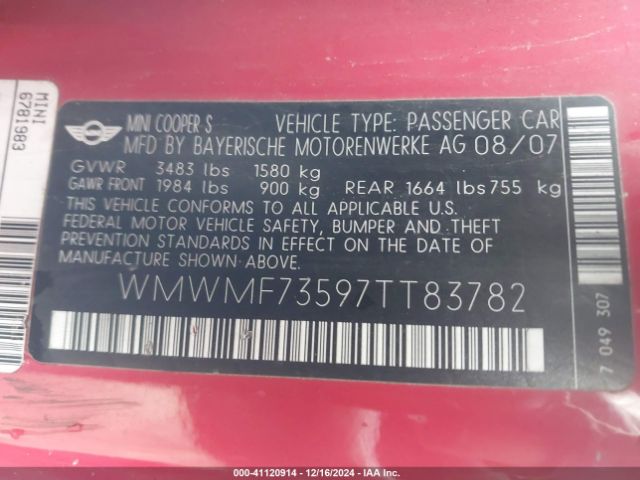 MINI COOPER S VEHICLE TYPE: PASSENGER CAR
MFD BY BAYERISCHE MOTORENWERKE AG 08/07
GVWR 3483 lbs 1580 kg
GAWR FRONT 1984 lbs 900 kg REAR 1664 lbs 755 kg
THIS VEHICLE CONFORMS TO ALL APPLICABLE U.S.
FEDERAL MOTOR VEHICLE SAFETY, BUMPER AND THEFT
PREVENTION STANDARDS IN EFFECT ON THE DATE OF
MANUFACTURE SHOWN ABOVE.
WMWMF73597TT83782
7 049 307
MINI
6781983
000-41120914 - 12/16/2024 - IAA Inc.